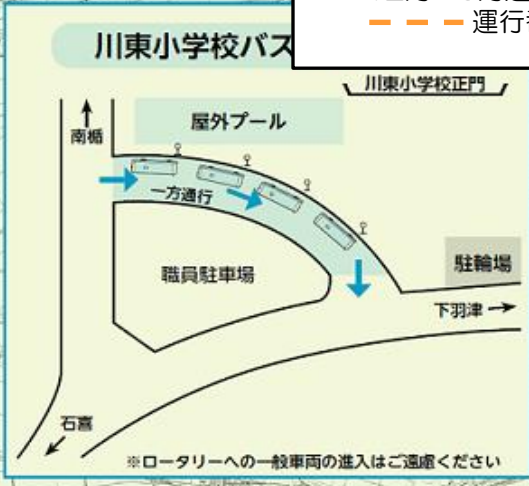 川東小学校バス
運行
川東小学校正門
屋外プール
南楯
一方通行
職員駐車場
駐輪場
下羽津
石喜
※ロータリーへの一般車両の進入はご遠慮ください